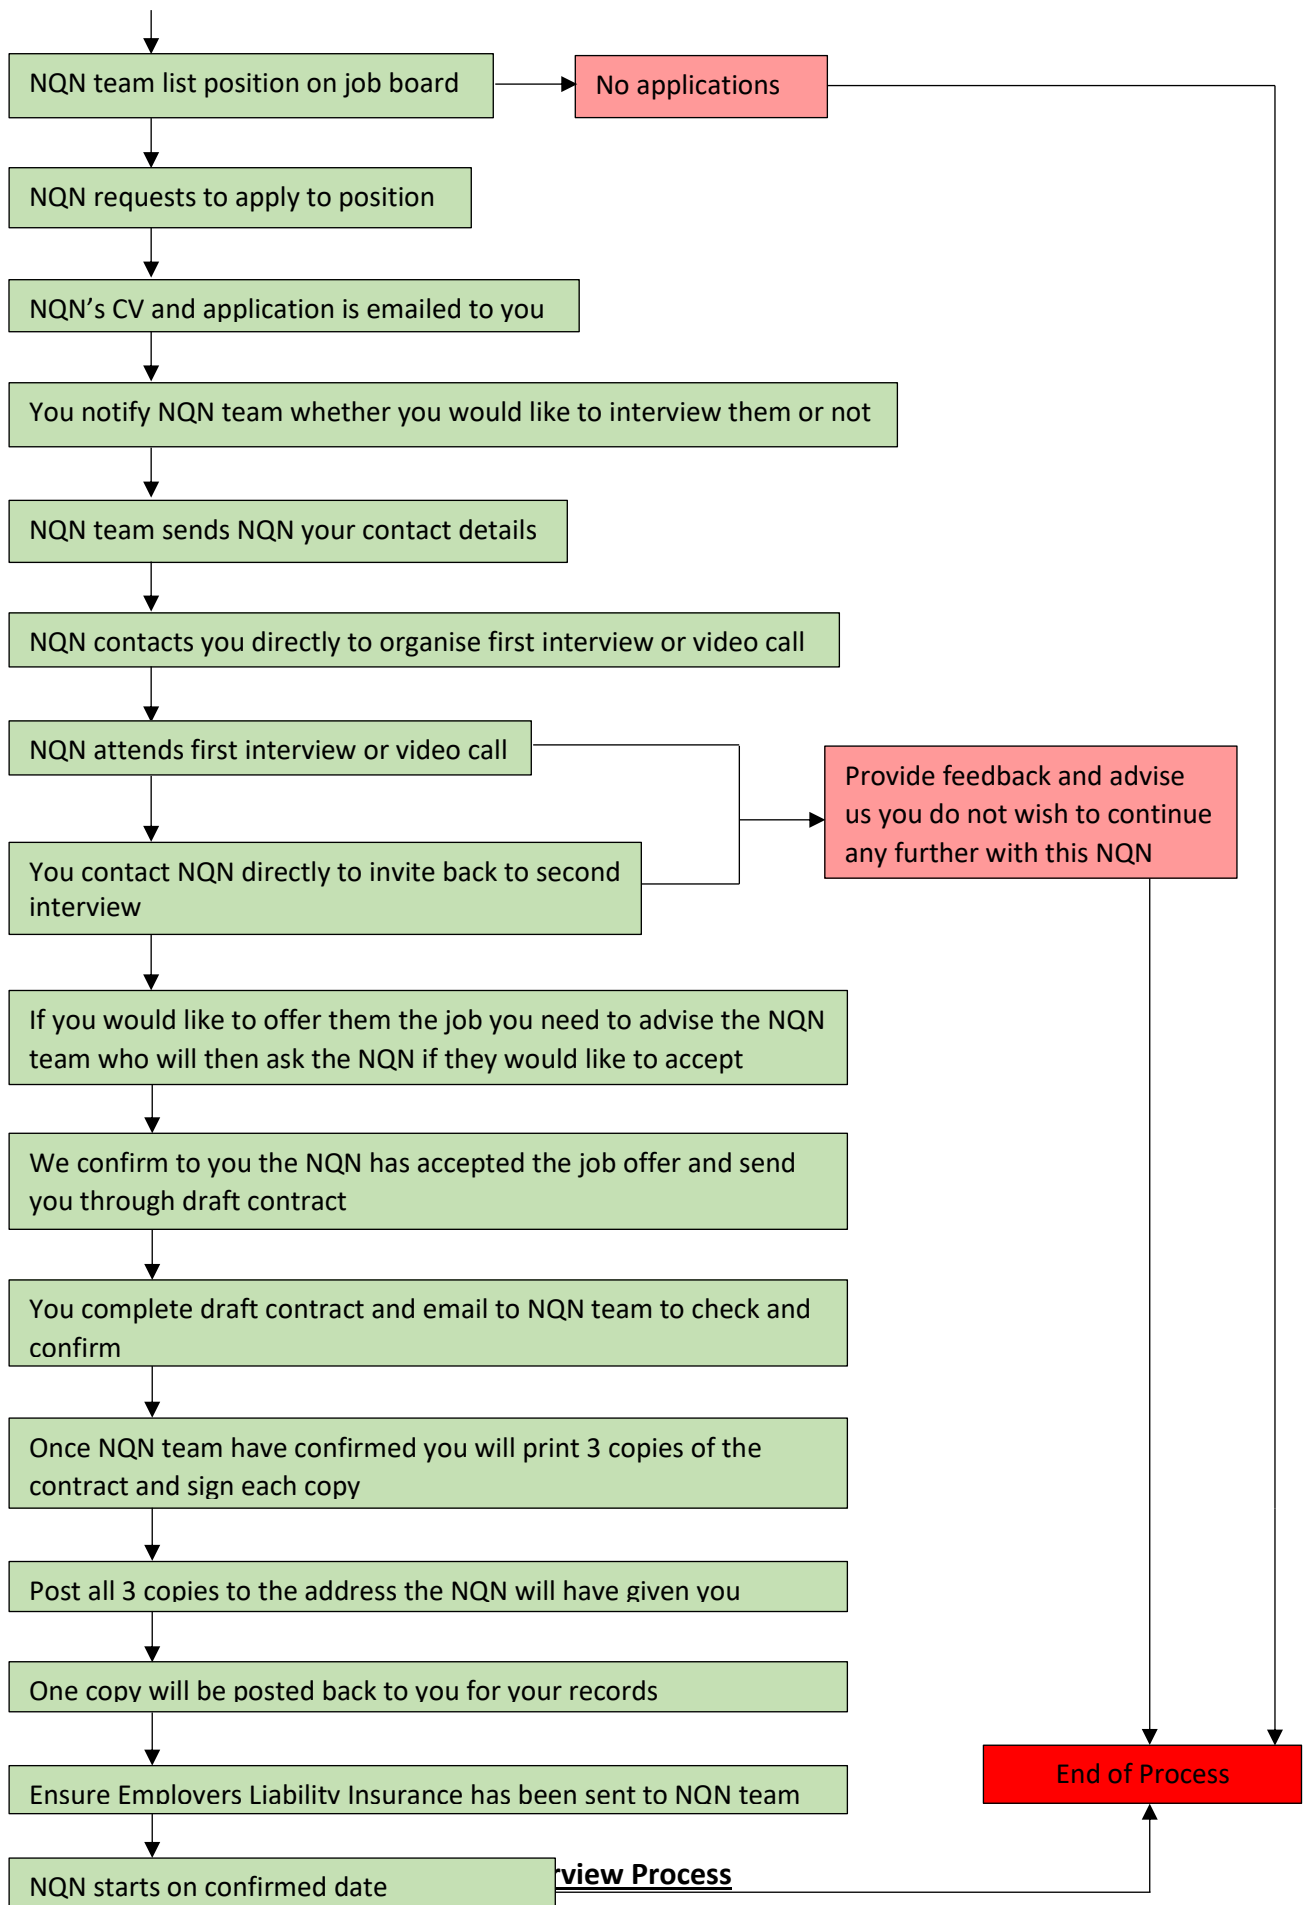 NQN team list position on job board
No applications
NQN requests to apply to position
NQN’s CV and application is emailed to you
You notify NQN team whether you would like to interview them or not
NQN team sends NQN your contact details
NQN contacts you directly to organise first interview or video call
NQN attends first interview or video call
Provide feedback and advise
us you do not wish to continue
any further with this NQN
You contact NQN directly to invite back to second
interview
If you would like to offer them the job you need to advise the NQN
team who will then ask the NQN if they would like to accept
We confirm to you the NQN has accepted the job offer and send
you through draft contract
You complete draft contract and email to NQN team to check and
confirm
Once NQN team have confirmed you will print 3 copies of the
contract and sign each copy
Post all 3 copies to the address the NQN will have given you
One copy will be posted back to you for your records
Ensure Employers Liability Insurance has been sent to NQN team
End of Process
rview Process
NQN starts on confirmed date